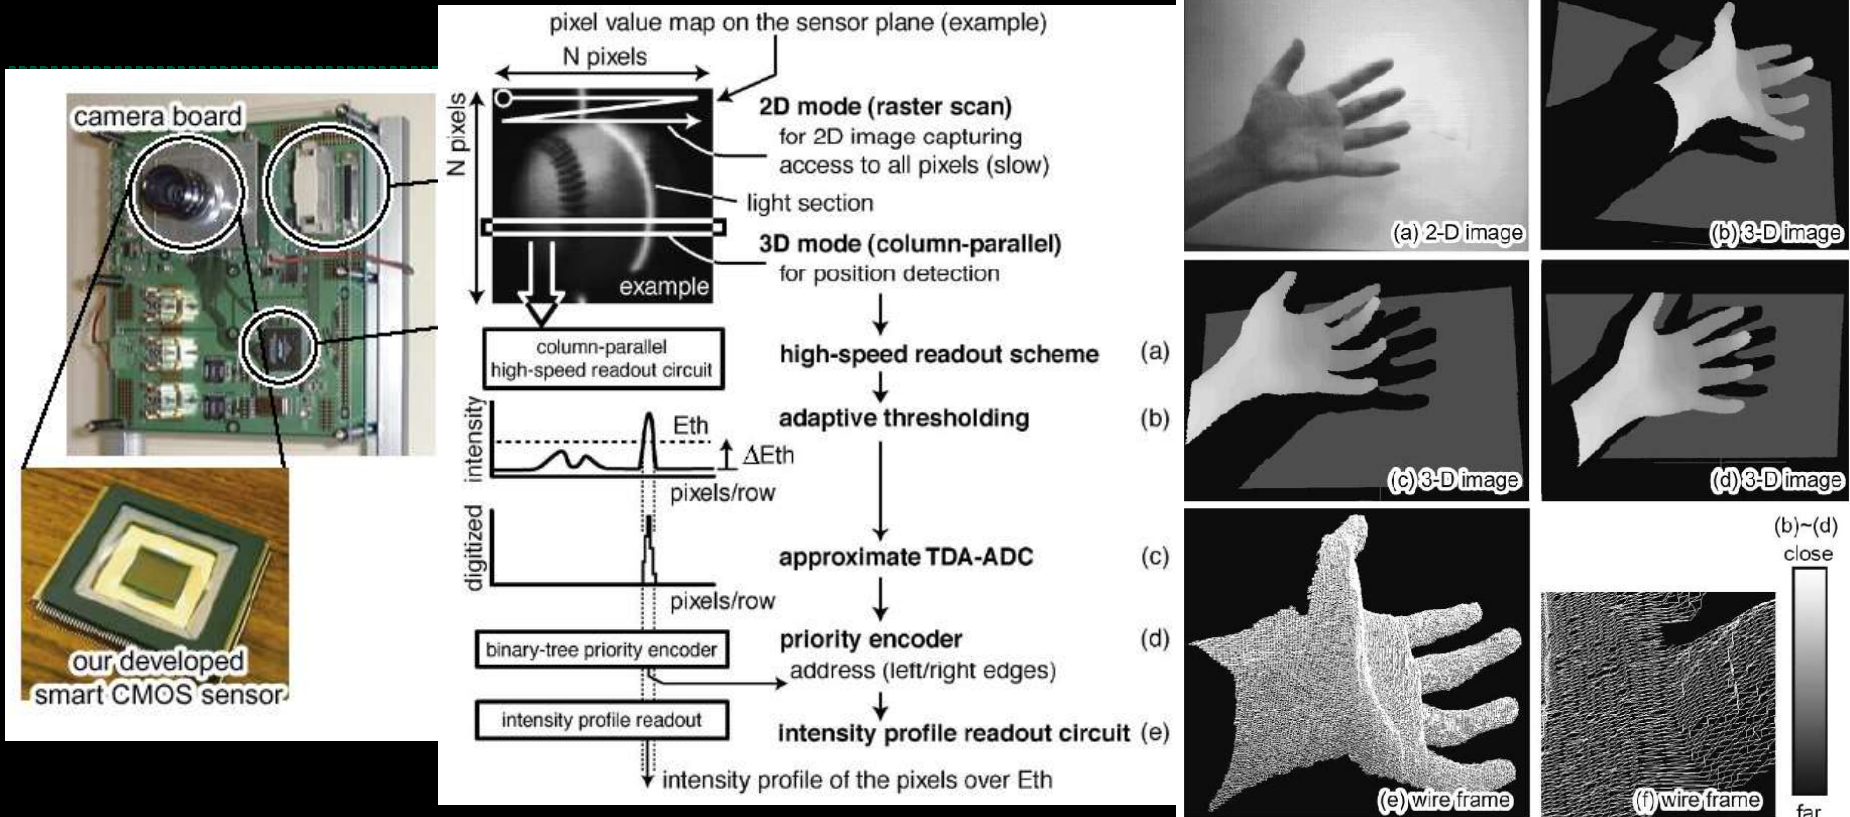 camera board
our developed
smart CMOS sensor
pixel value map on the sensor plane (example)
N pixels
N pixels
2D mode (raster scan)
for 2D image capturing
access to all pixels (slow)
light section
3D mode (column-parallel)
for position detection
example
column-parallel
high-speed readout circuit
high-speed readout scheme (a)
adaptive thresholding (b)
intensity
Eth
ΔEth
pixels/row
digitized
approximate TDA-ADC (c)
pixels/row
binary-tree priority encoder
priority encoder (d)
address (left/right edges)
intensity profile readout
intensity profile readout circuit (e)
intensity profile of the pixels over Eth
(a) 2-D image
(b) 3-D image
(c) 3-D image
(d) 3-D image
(e) wire frame
(f) wire frame
(b)~(d)
close
far